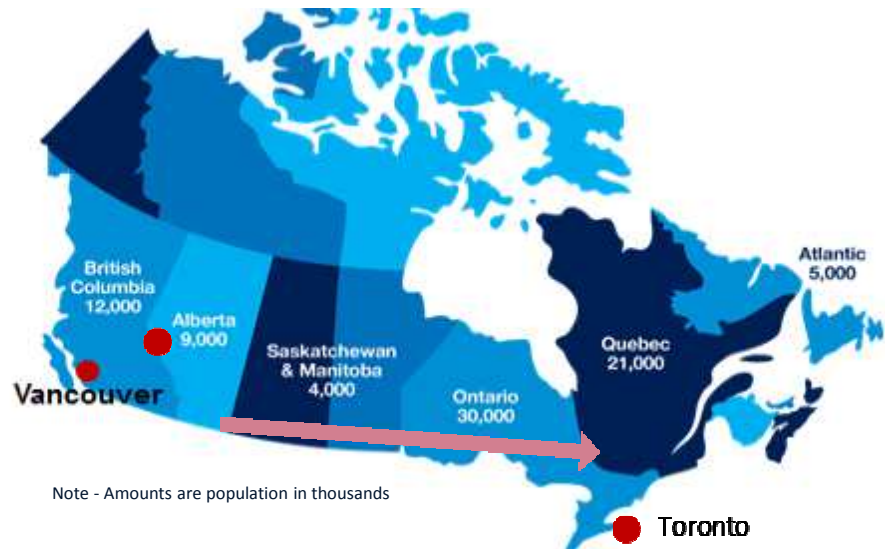 British
Columbia
12,000
Alberta
9,000
Saskatchewan
& Manitoba
4,000
Ontario
30,000
Quebec
21,000
Atlantic
5,000
Vancouver
Toronto
Note - Amounts are population in thousands